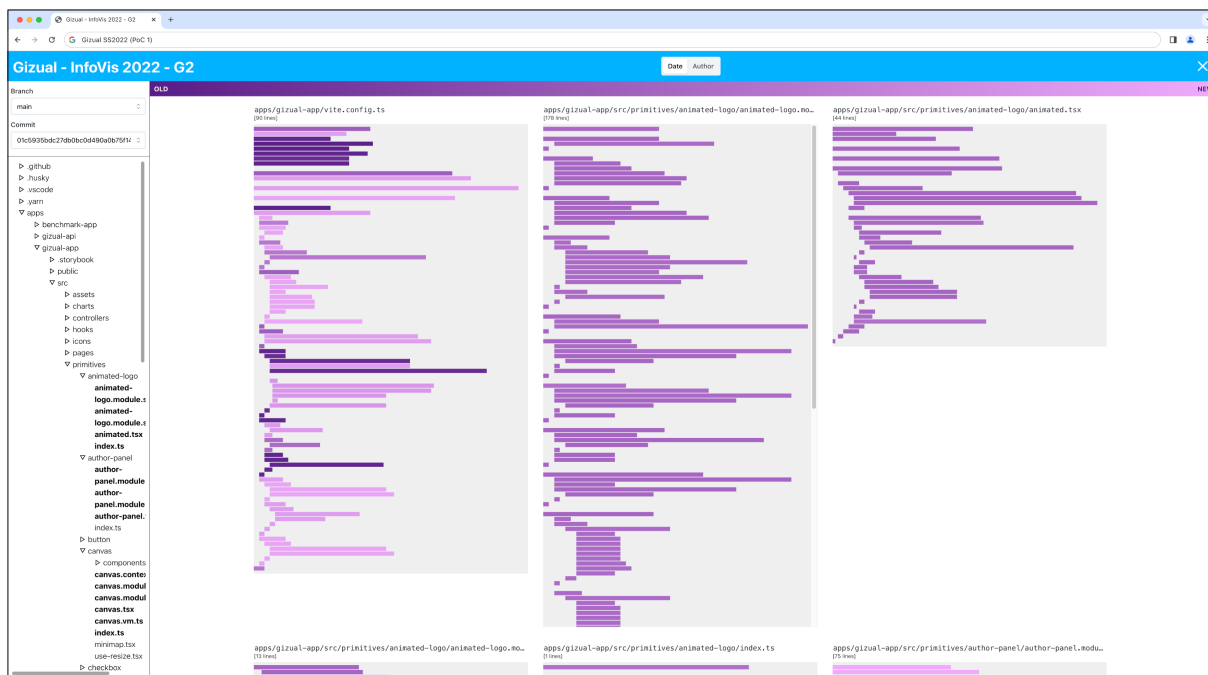 Gizual - InfoVis 2022 - G2
Gizual SS2022 (PoC 1)
Gizual - InfoVis 2022 - G2
Date Author
Branch
main
Commit
01c5935bdc27db0bc0d490a0b75f14
OLD
NEW
.github
.husky
.vscode
.yarn
apps
benchmark-app
gizual-api
gizual-app
.storybook
public
src
assets
charts
controllers
hooks
icons
pages
primitives
animated-logo
animated-
logo.module.s
animated-
logo.module.s
animated.tsx
index.ts
author-panel
author-
panel.module
author-
panel.module
author-panel.
index.ts
button
canvas
components
canvas.contex
canvas.modul
canvas.modul
canvas.tsx
canvas.vm.ts
index.ts
minimap.tsx
use-resize.tsx
checkbox
apps/gizual-app/vite.config.ts
[90 lines]
apps/gizual-app/src/primitives/animated-logo/animated-logo.mo…
[178 lines]
apps/gizual-app/src/primitives/animated-logo/animated.tsx
[44 lines]
apps/gizual-app/src/primitives/animated-logo/animated-logo.mo…
[13 lines]
apps/gizual-app/src/primitives/animated-logo/index.ts
[1 lines]
apps/gizual-app/src/primitives/author-panel/author-panel.modu…
[75 lines]